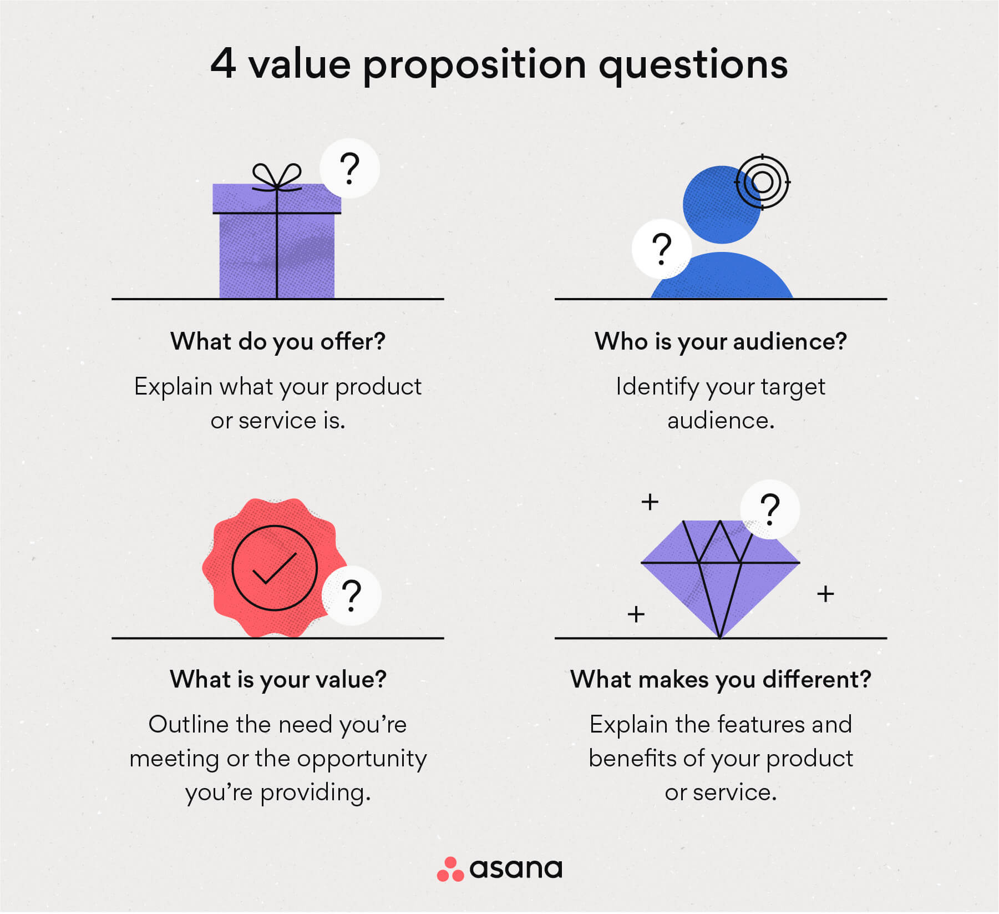 4 value proposition questions
?
?
What do you offer?
Explain what your product
or service is.
Who is your audience?
Identify your target
audience.
?
?
What is your value?
Outline the need you’re
meeting or the opportunity
you’re providing.
What makes you different?
Explain the features and
benefits of your product
or service.
asana